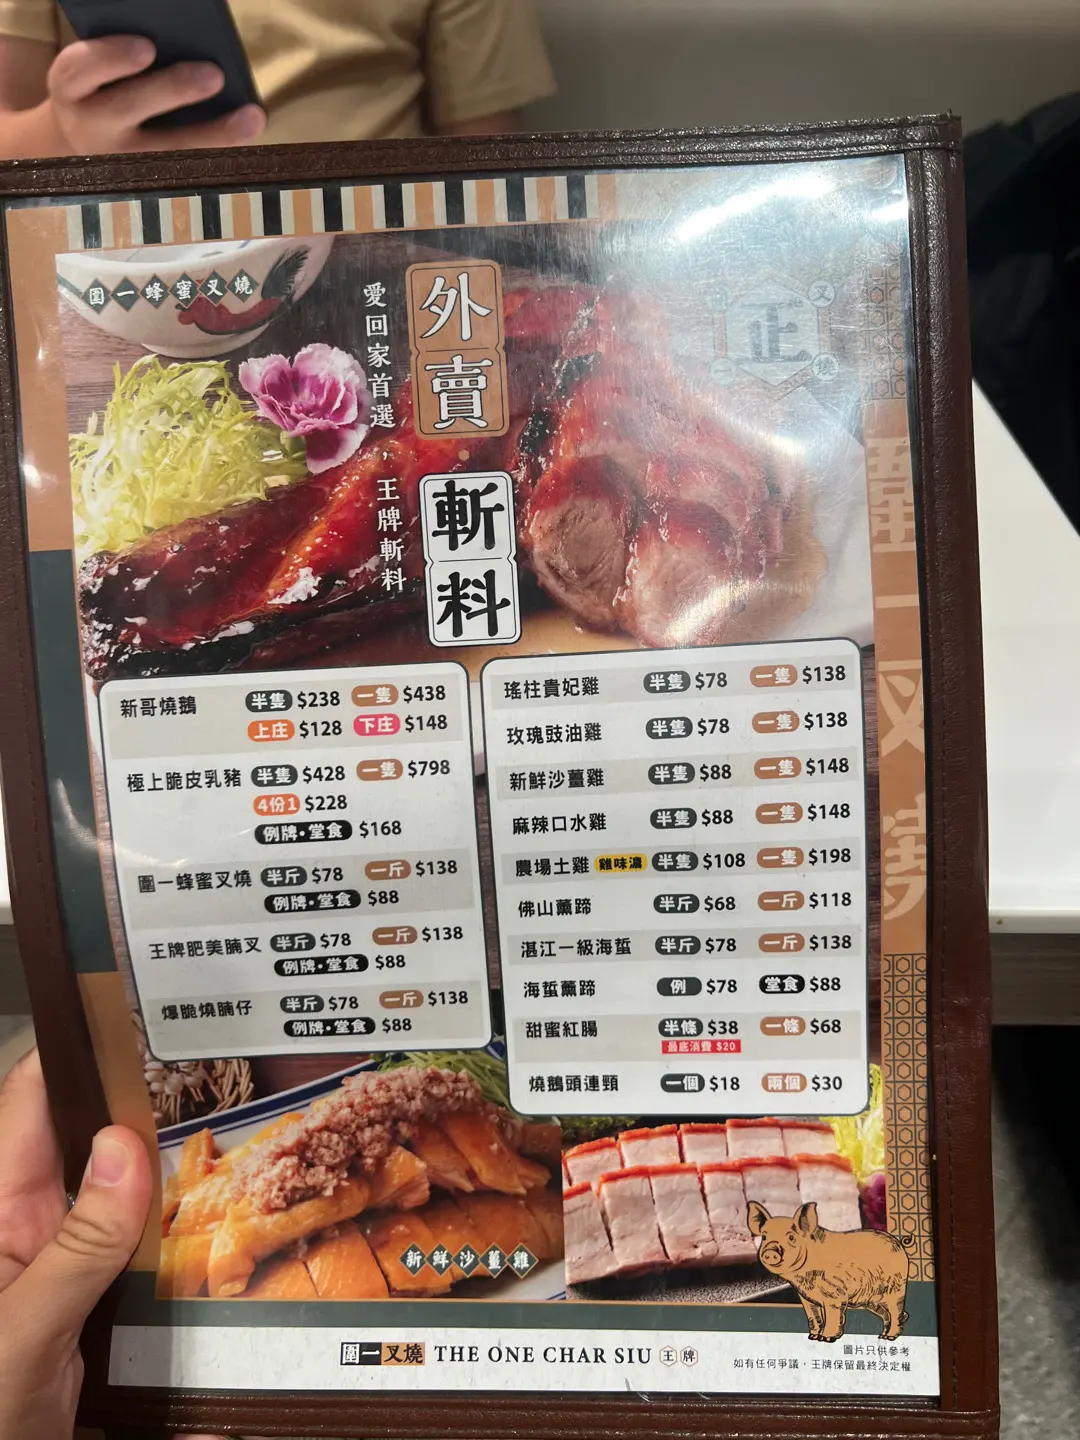 圍一蜂蜜叉燒
愛回家首選，王牌斬料
外賣
斬料
正
叉
燒
一叉燒
新哥燒鵝 半隻 $238 一隻 $438
上庄 $128 下庄 $148
極上脆皮乳豬 半隻 $428 一隻 $798
4份1 $228
例牌•堂食 $168
圍一蜂蜜叉燒 半斤 $78 一斤 $138
例牌•堂食 $88
王牌肥美腩叉 半斤 $78 一斤 $138
例牌•堂食 $88
爆脆燒腩仔 半斤 $78 一斤 $138
例牌•堂食 $88
瑤柱貴妃雞 半隻 $78 一隻 $138
玫瑰豉油雞 半隻 $78 一隻 $138
新鮮沙薑雞 半隻 $88 一隻 $148
麻辣口水雞 半隻 $88 一隻 $148
農場土雞 雞味濃 半隻 $108 一隻 $198
佛山薰蹄 半斤 $68 一斤 $118
湛江一級海蜇 半斤 $78 一斤 $138
海蜇薰蹄 例 $78 堂食 $88
甜蜜紅腸 半條 $38 一條 $68
最底消費 $20
燒鵝頭連頸 一個 $18 兩個 $30
新鮮沙薑雞
圍一叉燒 THE ONE CHAR SIU 王牌
圖片只供參考
如有任何爭議，王牌保留最終決定權